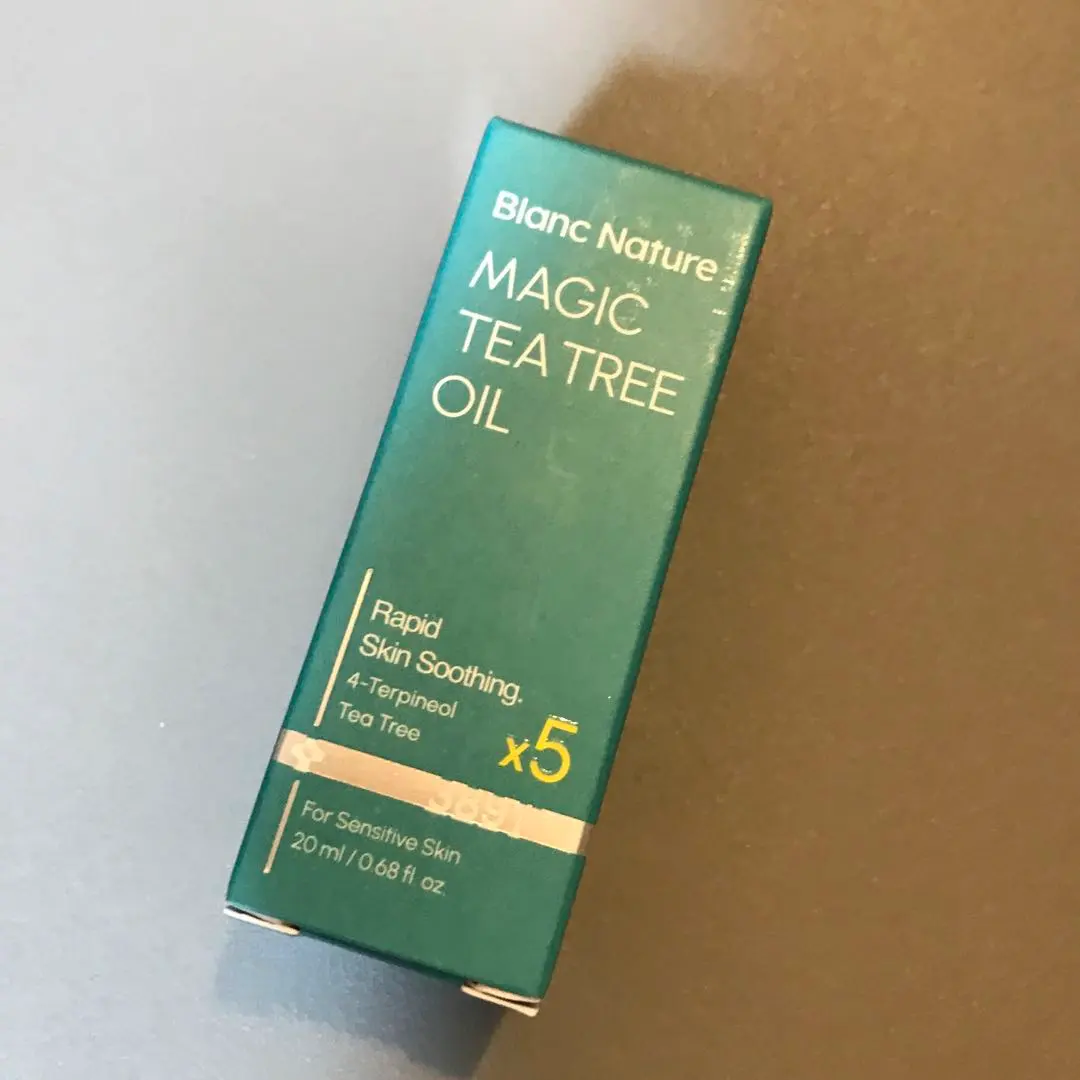 Blanc Nature
MAGIC
TEA TREE
OIL
Rapid
Skin Soothing.
4-Terpineol
Tea Tree
x5
For Sensitive Skin
20 ml / 0.68 fl oz.